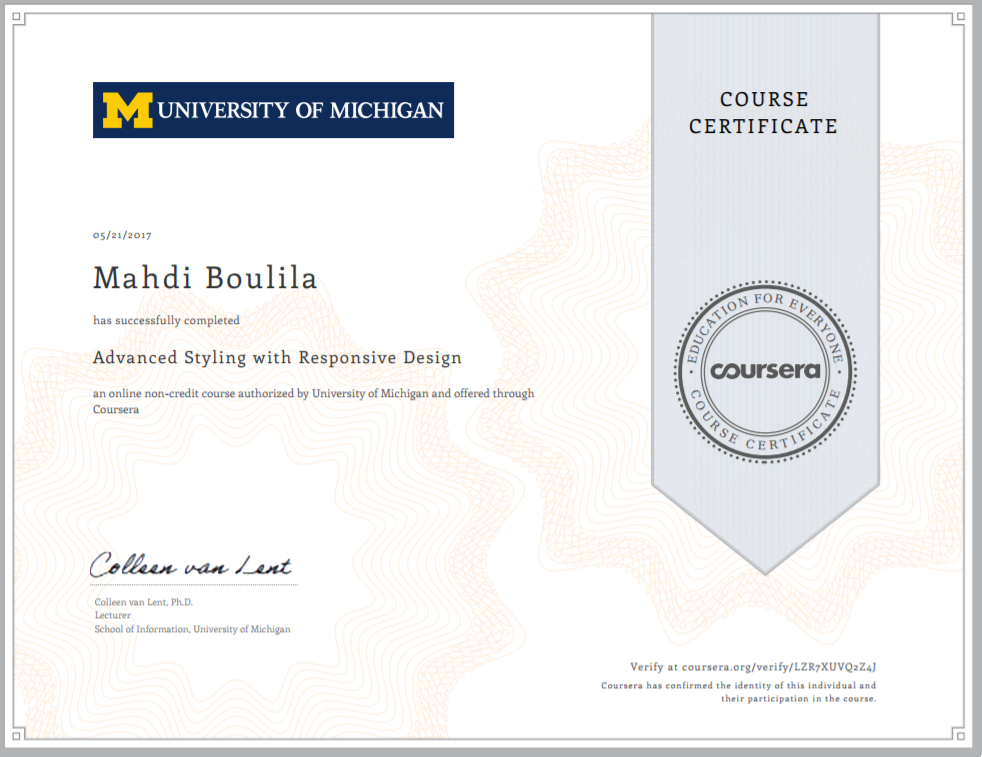 M UNIVERSITY OF MICHIGAN
COURSE
CERTIFICATE
05/21/2017
Mahdi Boulila
has successfully completed
Advanced Styling with Responsive Design
an online non-credit course authorized by University of Michigan and offered through
Coursera
EDUCATION FOR EVERYONE
coursera
COURSE CERTIFICATE
Colleen van Lent
Colleen van Lent, Ph.D.
Lecturer
School of Information, University of Michigan
Verify at coursera.org/verify/LZR7XUVQ2Z4J
Coursera has confirmed the identity of this individual and
their participation in the course.